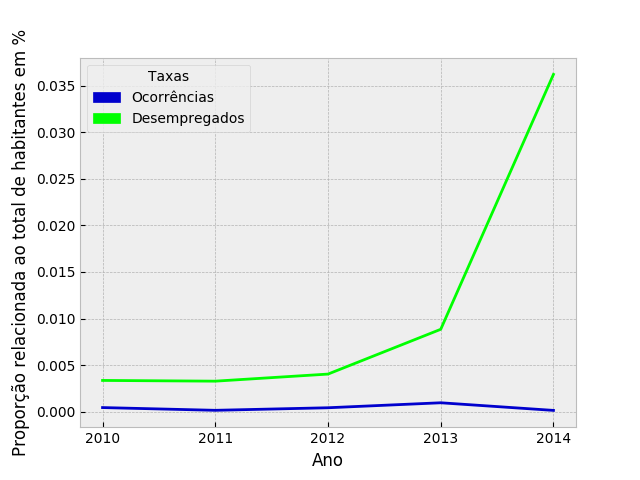 Proporção relacionada ao total de habitantes em %
0.035
0.030
0.025
0.020
0.015
0.010
0.005
0.000
Taxas
Ocorrências
Desempregados
2010 2011 2012 2013 2014
Ano